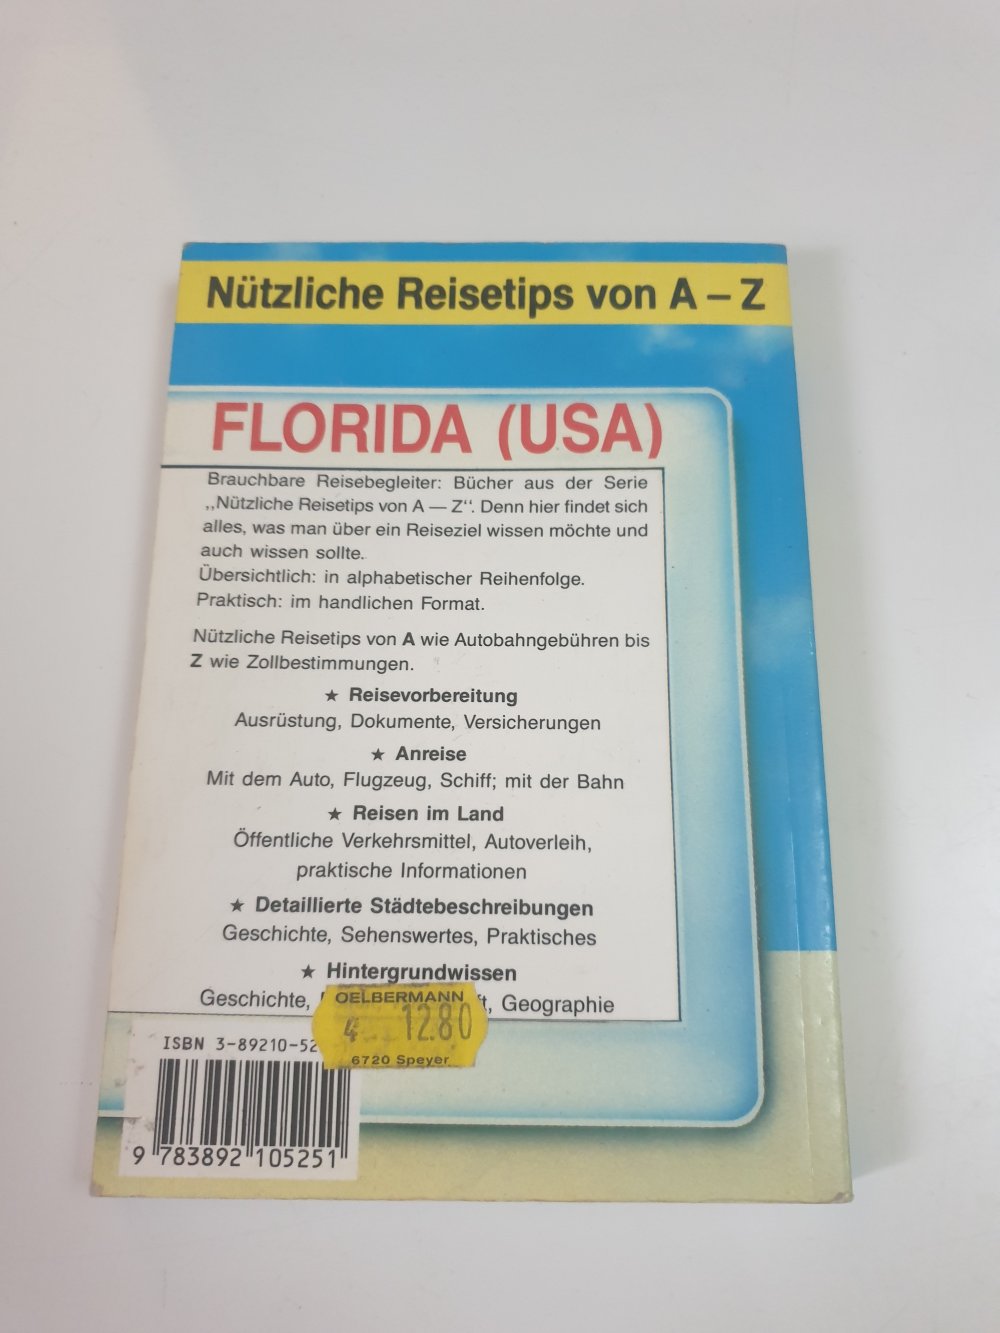 Nützliche Reisetips von A – Z
FLORIDA (USA)
Brauchbare Reisebegleiter: Bücher aus der Serie
„Nützliche Reisetips von A — Z“. Denn hier findet sich
alles, was man über ein Reiseziel wissen möchte und
auch wissen sollte.
Übersichtlich: in alphabetischer Reihenfolge.
Praktisch: im handlichen Format.
Nützliche Reisetips von A wie Autobahngebühren bis
Z wie Zollbestimmungen.
★ Reisevorbereitung
Ausrüstung, Dokumente, Versicherungen
★ Anreise
Mit dem Auto, Flugzeug, Schiff; mit der Bahn
★ Reisen im Land
Öffentliche Verkehrsmittel, Autoverleih,
praktische Informationen
★ Detaillierte Städtebeschreibungen
Geschichte, Sehenswertes, Praktisches
★ Hintergrundwissen
Geschichte, Geographie
OELBERMANN
4 12.80
6720 Speyer
ISBN 3-89210-52
9 783892 105251